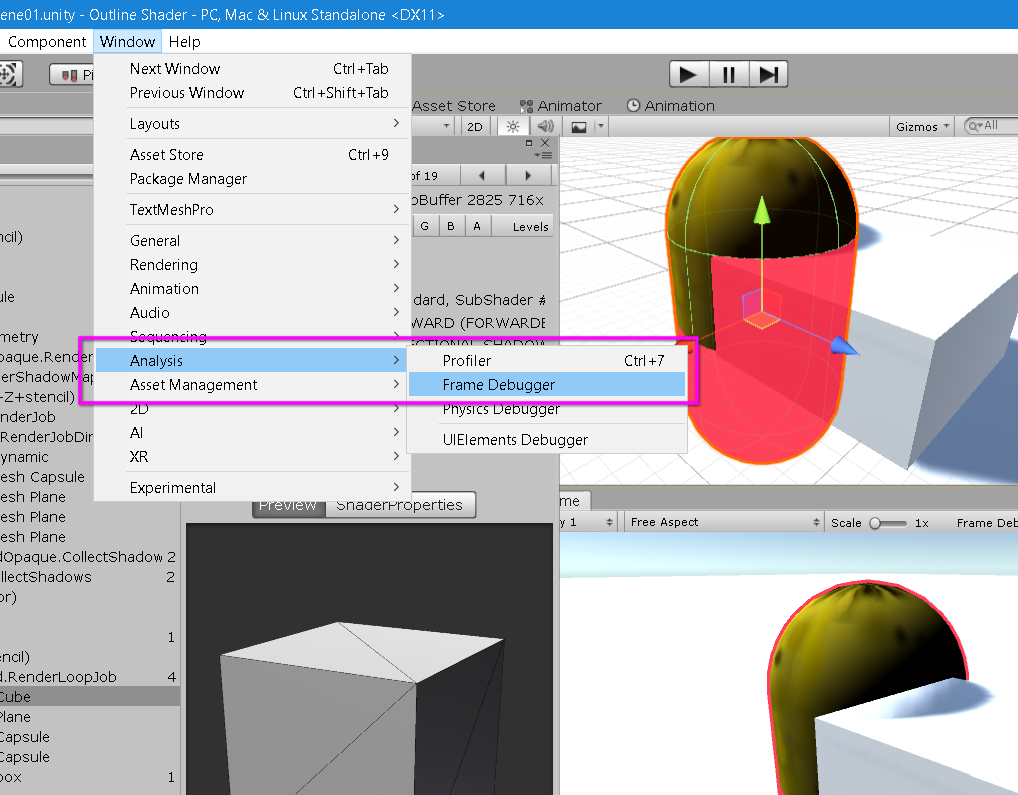 ene01.unity - Outline Shader - PC, Mac & Linux Standalone <DX11>
Component Window Help
Next Window Ctrl+Tab
Previous Window Ctrl+Shift+Tab
Layouts
Asset Store Ctrl+9
Package Manager
TextMeshPro
General
Rendering
Animation
Audio
Sequencing
Analysis
Asset Management
2D
AI
XR
Experimental
Profiler Ctrl+7
Frame Debugger
Physics Debugger
UIElements Debugger
Asset Store Animator Animation
2D Gizmos All
of 19
oBuffer 2825 716x
G B A Levels
dard, SubShader #
WARD (FORWARDE
CTIONAL SHADOW
cil)
ule
metry
paque.Render
erShadowMap
-Z+stencil)
nderJob
RenderJobDir
ynamic
esh Capsule
esh Plane
esh Plane
esh Plane
dOpaque.CollectShadow 2
llectShadows 2
or)
1
encil)
d.RenderLoopJob 4
Cube
Plane
Capsule
Capsule
box 1
Preview ShaderProperties
me
y 1 Free Aspect Scale 1x Frame Deb